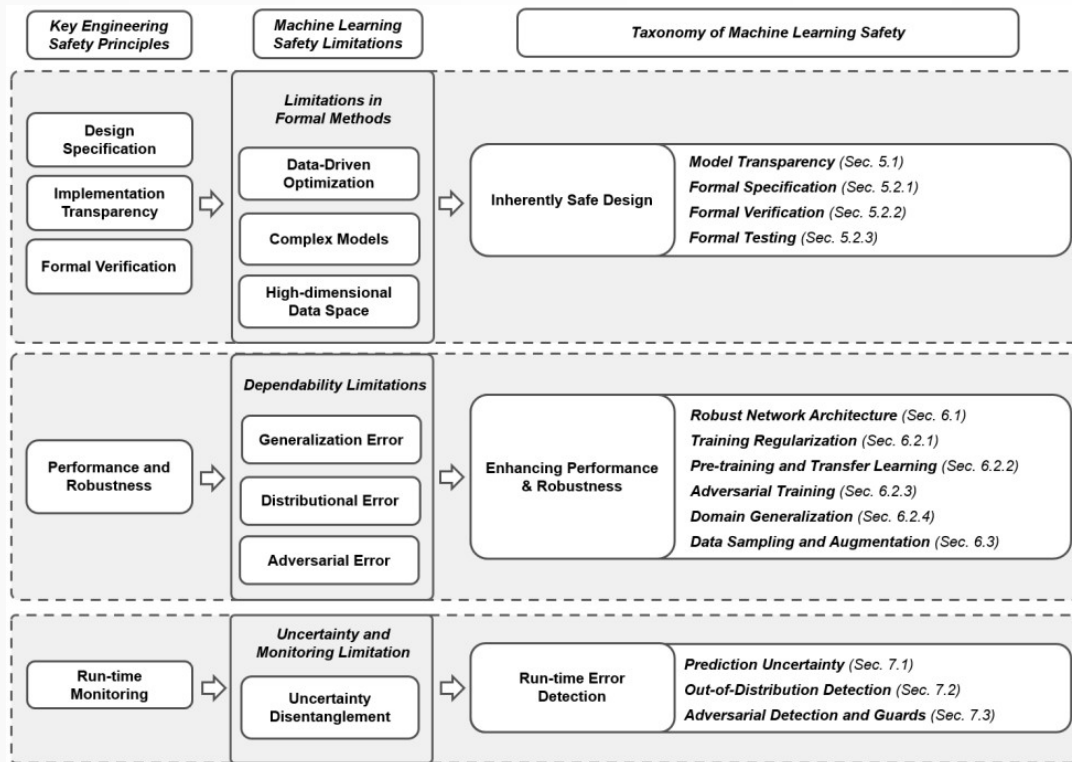 Key Engineering
Safety Principles
Machine Learning
Safety Limitations
Taxonomy of Machine Learning Safety
Design
Specification
Implementation
Transparency
Formal Verification
Limitations in
Formal Methods
Data-Driven
Optimization
Complex Models
High-dimensional
Data Space
Inherently Safe Design
Model Transparency (Sec. 5.1)
Formal Specification (Sec. 5.2.1)
Formal Verification (Sec. 5.2.2)
Formal Testing (Sec. 5.2.3)
Performance and
Robustness
Dependability Limitations
Generalization Error
Distributional Error
Adversarial Error
Enhancing Performance
& Robustness
Robust Network Architecture (Sec. 6.1)
Training Regularization (Sec. 6.2.1)
Pre-training and Transfer Learning (Sec. 6.2.2)
Adversarial Training (Sec. 6.2.3)
Domain Generalization (Sec. 6.2.4)
Data Sampling and Augmentation (Sec. 6.3)
Run-time
Monitoring
Uncertainty and
Monitoring Limitation
Uncertainty
Disentanglement
Run-time Error
Detection
Prediction Uncertainty (Sec. 7.1)
Out-of-Distribution Detection (Sec. 7.2)
Adversarial Detection and Guards (Sec. 7.3)